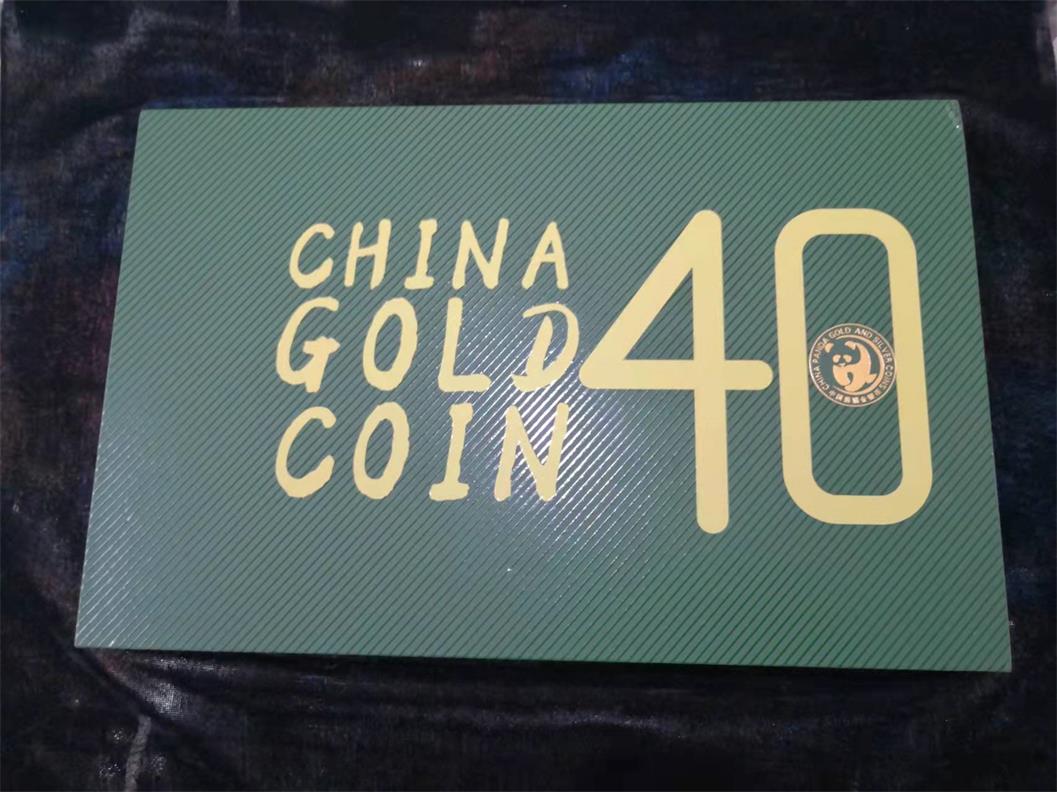 CHINA
GOLD
COIN
40
CHINA PANDA GOLD AND SILVER COINS